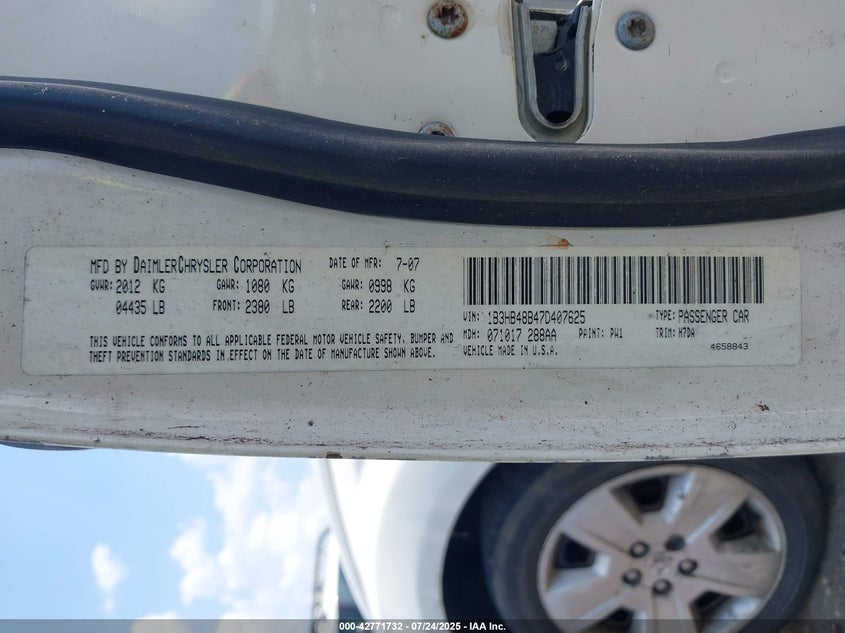 MFD BY DAIMLERCHRYSLER CORPORATION DATE OF MFR: 7-07
GVWR: 2012 KG GAWR: 1080 KG GAWR: 0998 KG
04435 LB FRONT: 2380 LB REAR: 2200 LB
THIS VEHICLE CONFORMS TO ALL APPLICABLE FEDERAL MOTOR VEHICLE SAFETY, BUMPER AND
THEFT PREVENTION STANDARDS IN EFFECT ON THE DATE OF MANUFACTURE SHOWN ABOVE.
VIN: 1B3HB48B47D407625 TYPE: PASSENGER CAR
MDH: 071017 288AA PAINT: PW1 TRIM: H7DA
VEHICLE MADE IN U.S.A. 4658843
000-42771732 / 07/24/2025 - IAA Inc.